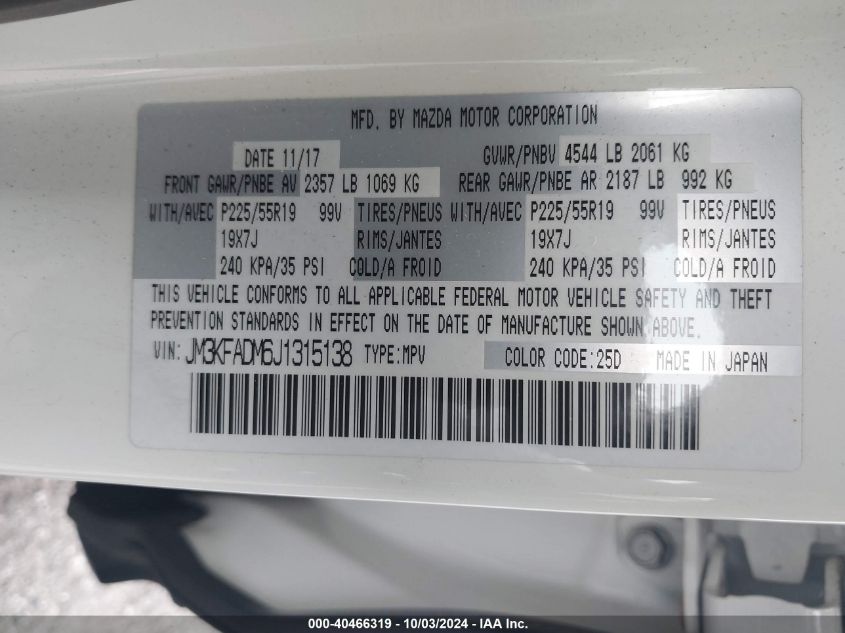 MFD. BY MAZDA MOTOR CORPORATION
DATE 11/17 GVWR/PNBV 4544 LB 2061 KG
FRONT GAWR/PNBE AV 2357 LB 1069 KG REAR GAWR/PNBE AR 2187 LB 992 KG
WITH/AVEC P225/55R19 99V TIRES/PNEUS WITH/AVEC P225/55R19 99V TIRES/PNEUS
19X7J RIMS/JANTES 19X7J RIMS/JANTES
240 KPA/35 PSI COLD/A FROID 240 KPA/35 PSI COLD/A FROID
THIS VEHICLE CONFORMS TO ALL APPLICABLE FEDERAL MOTOR VEHICLE SAFETY AND THEFT
PREVENTION STANDARDS IN EFFECT ON THE DATE OF MANUFACTURE SHOWN ABOVE.
VIN: JM3KFADM6J1315138 TYPE:MPV COLOR CODE:25D MADE IN JAPAN
000-40466319 - 10/03/2024 - IAA Inc.